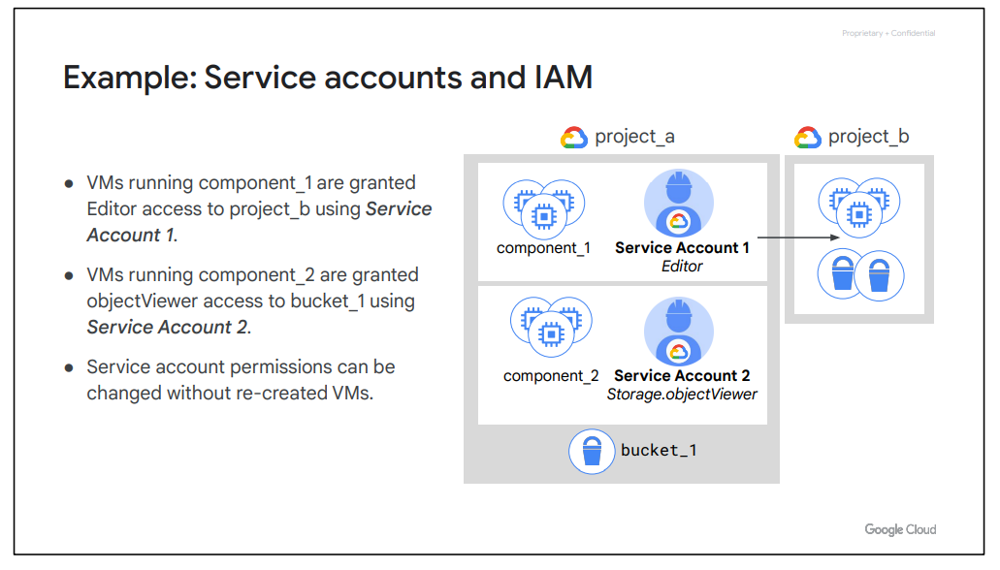 Proprietary + Confidential
Example: Service accounts and IAM
● VMs running component_1 are granted
Editor access to project_b using Service
Account 1.
● VMs running component_2 are granted
objectViewer access to bucket_1 using
Service Account 2.
● Service account permissions can be
changed without re-created VMs.
project_a
project_b
component_1
Service Account 1
Editor
component_2
Service Account 2
Storage.objectViewer
bucket_1
Google Cloud